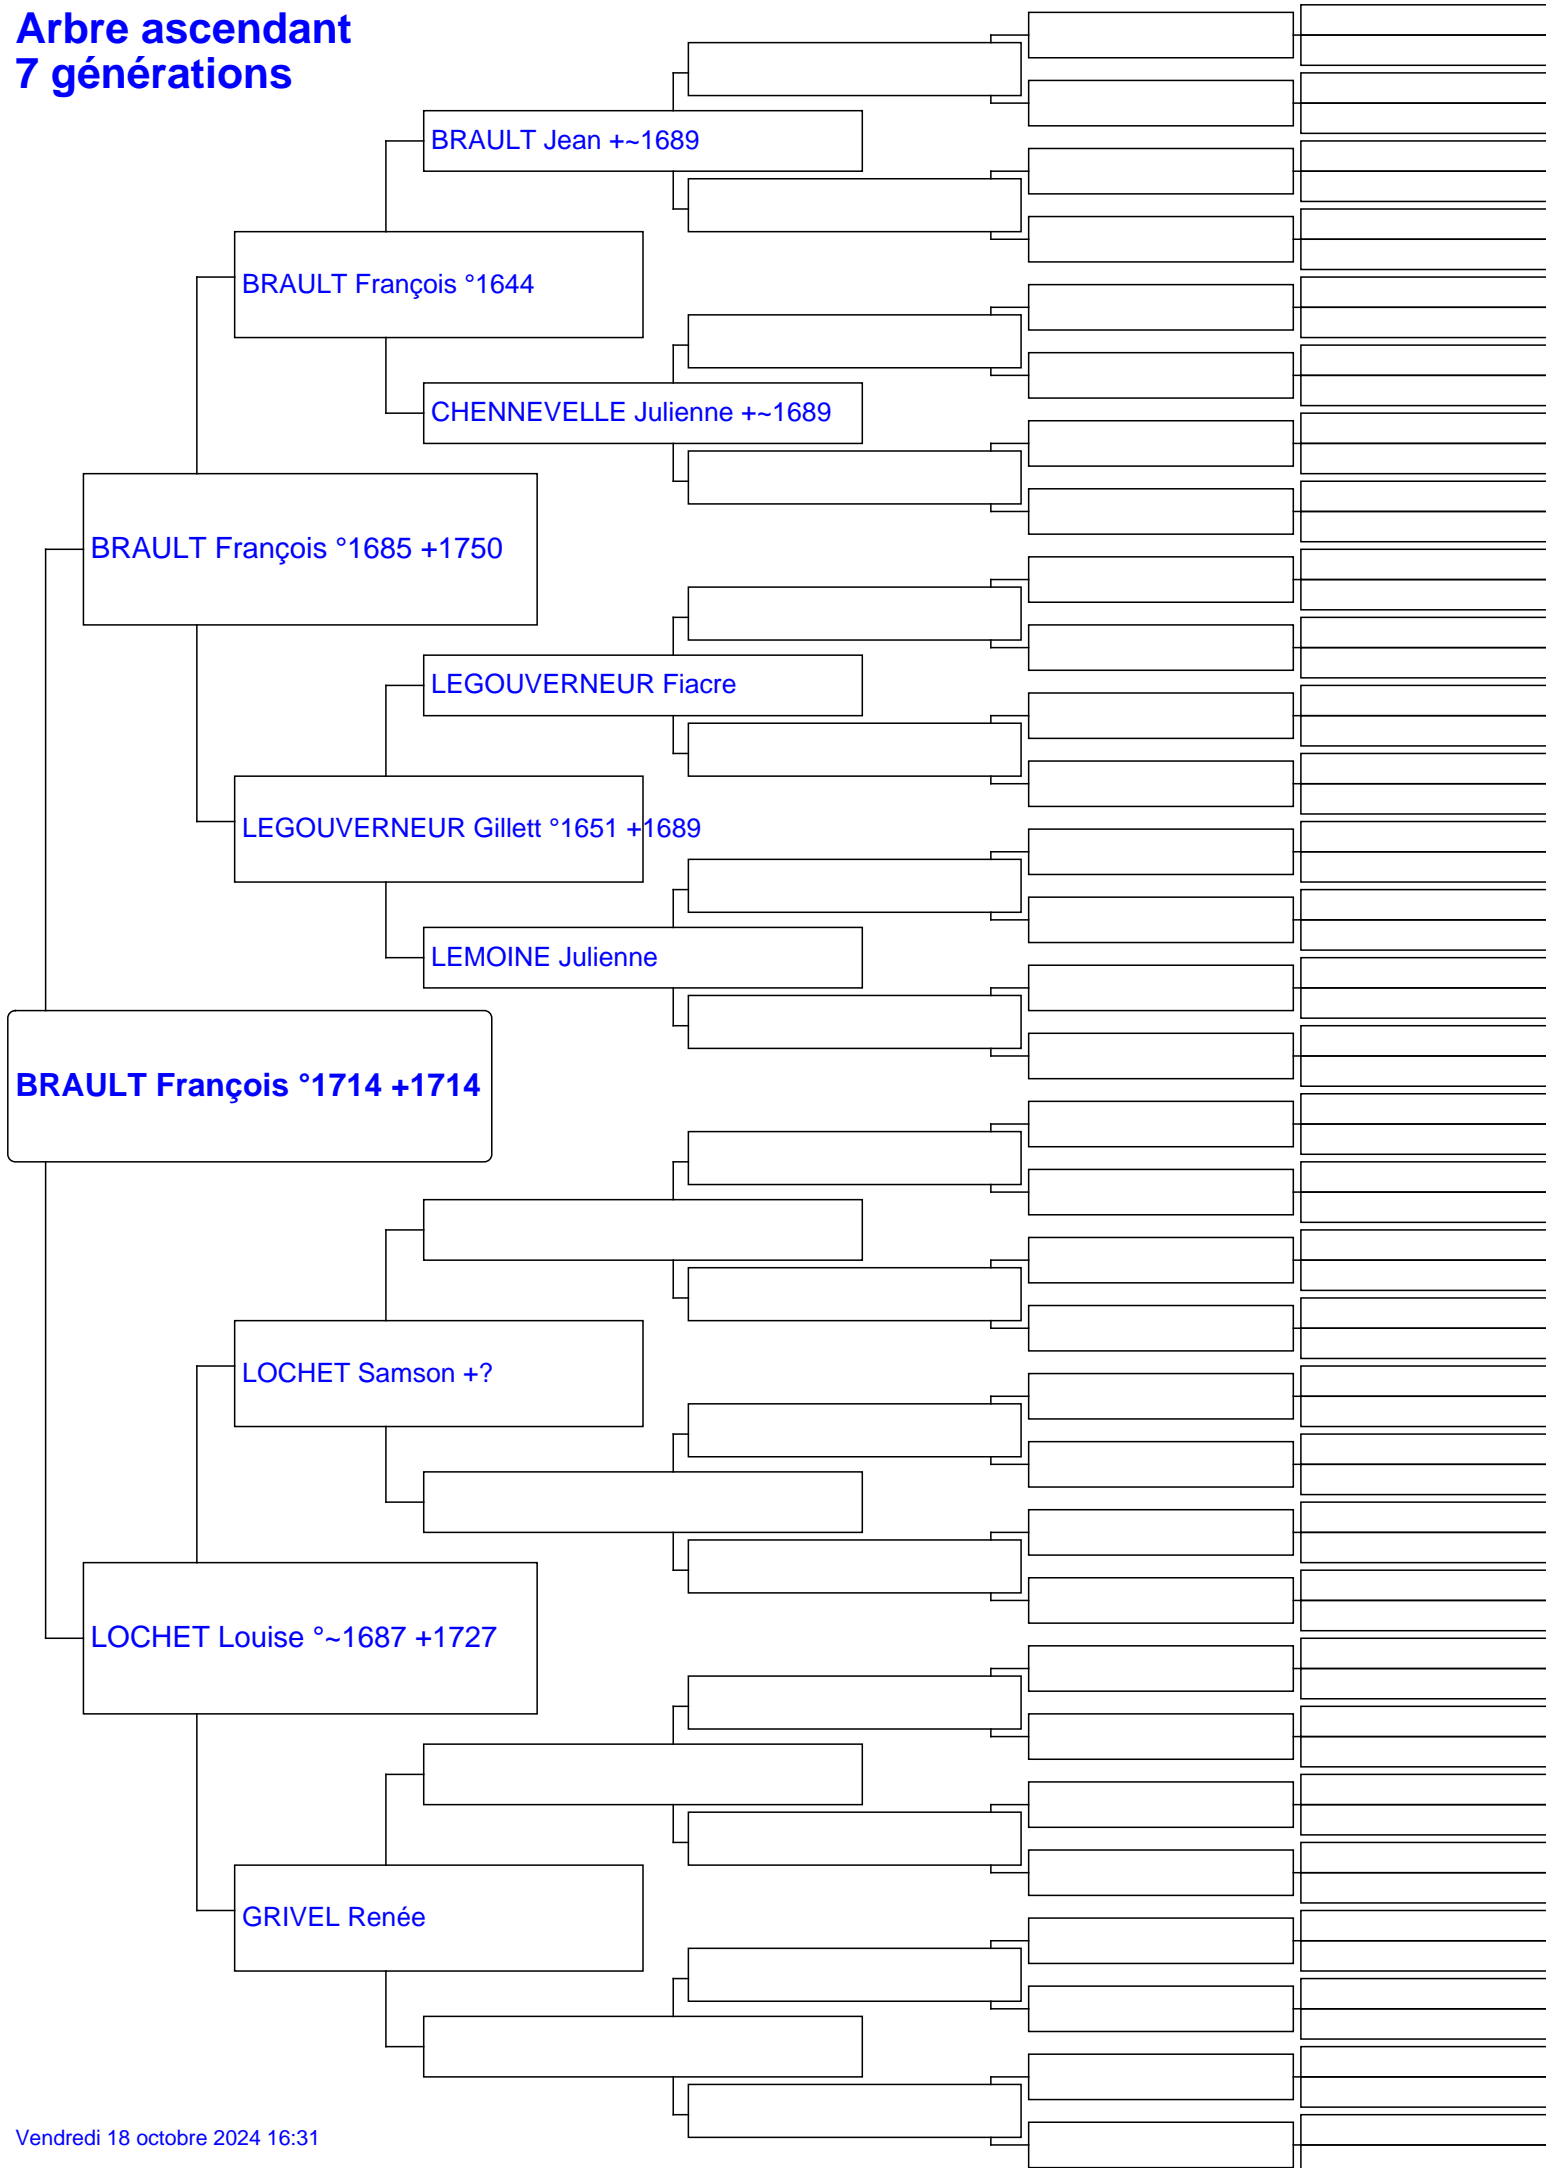 Arbre ascendant
7 générations
BRAULT Jean +~1689
BRAULT François °1644
CHENNEVELLE Julienne +~1689
BRAULT François °1685 +1750
LEGOUVERNEUR Fiacre
LEGOUVERNEUR Gillett °1651 +1689
LEMOINE Julienne
BRAULT François °1714 +1714
LOCHET Samson +?
LOCHET Louise °~1687 +1727
GRIVEL Renée
Vendredi 18 octobre 2024 16:31